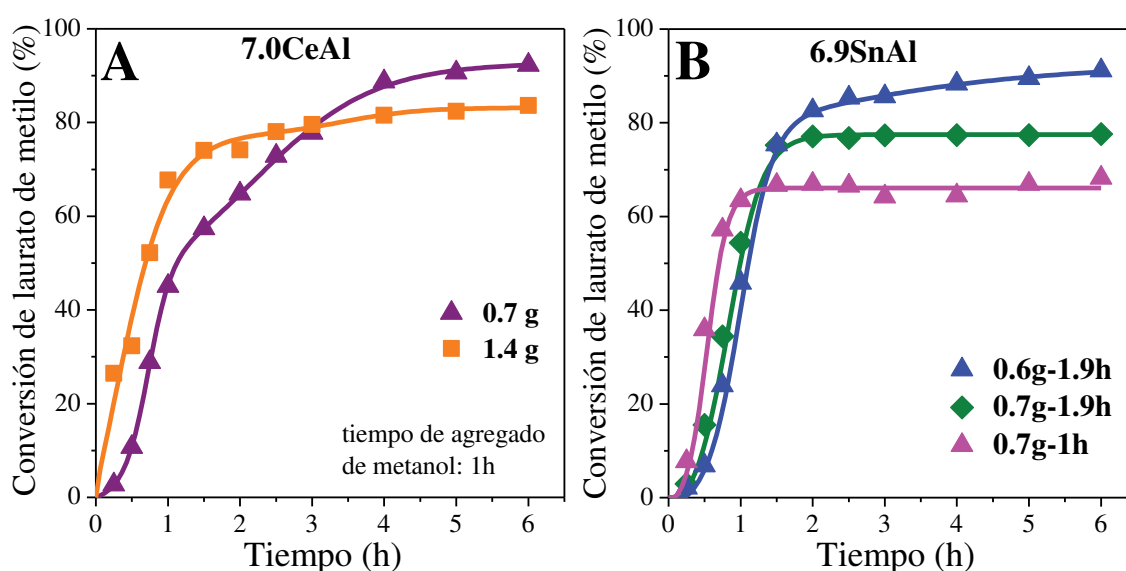 A
7.0CeAl
Conversión de laurato de metilo (%)
100
80
60
40
20
0
0.7 g
1.4 g
tiempo de agregado
de metanol: 1h
0 1 2 3 4 5 6
Tiempo (h)
B
6.9SnAl
Conversión de laurato de metilo (%)
100
80
60
40
20
0
0.6g-1.9h
0.7g-1.9h
0.7g-1h
0 1 2 3 4 5 6
Tiempo (h)